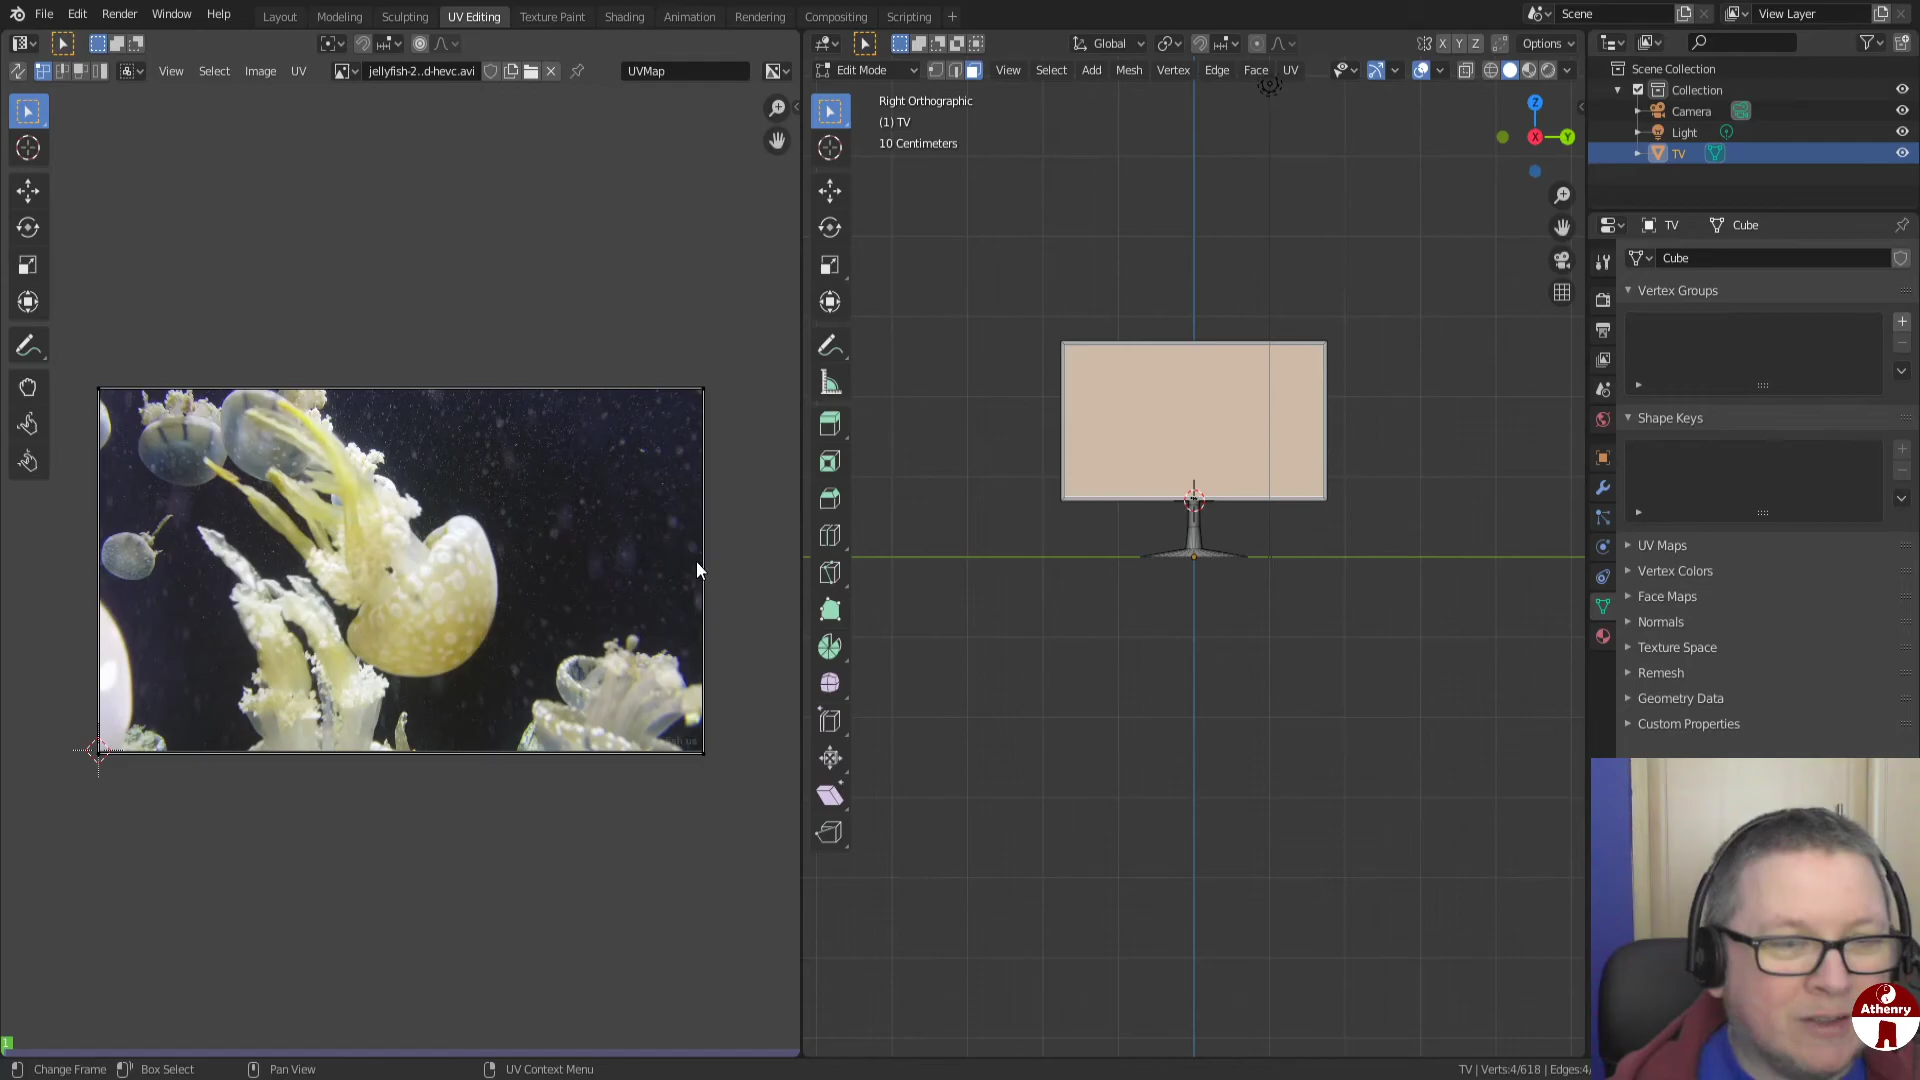 File Edit Render Window Help Layout Modeling Sculpting UV Editing Texture Paint Shading Animation Rendering Compositing Scripting + Scene View Layer
Global Options
X Y Z
View Select Image UV jellyfish-2..d-hevc.avi UVMap
Edit Mode View Select Add Mesh Vertex Edge Face UV
Right Orthographic
(1) TV
10 Centimeters
Z
X
Y
Scene Collection
Collection
Camera
Light
TV
TV Cube
Cube
Vertex Groups
Shape Keys
UV Maps
Vertex Colors
Face Maps
Normals
Texture Space
Remesh
Geometry Data
Custom Properties
Athenry
1
Change Frame Box Select Pan View UV Context Menu TV | Verts:4/618 | Edges:4/